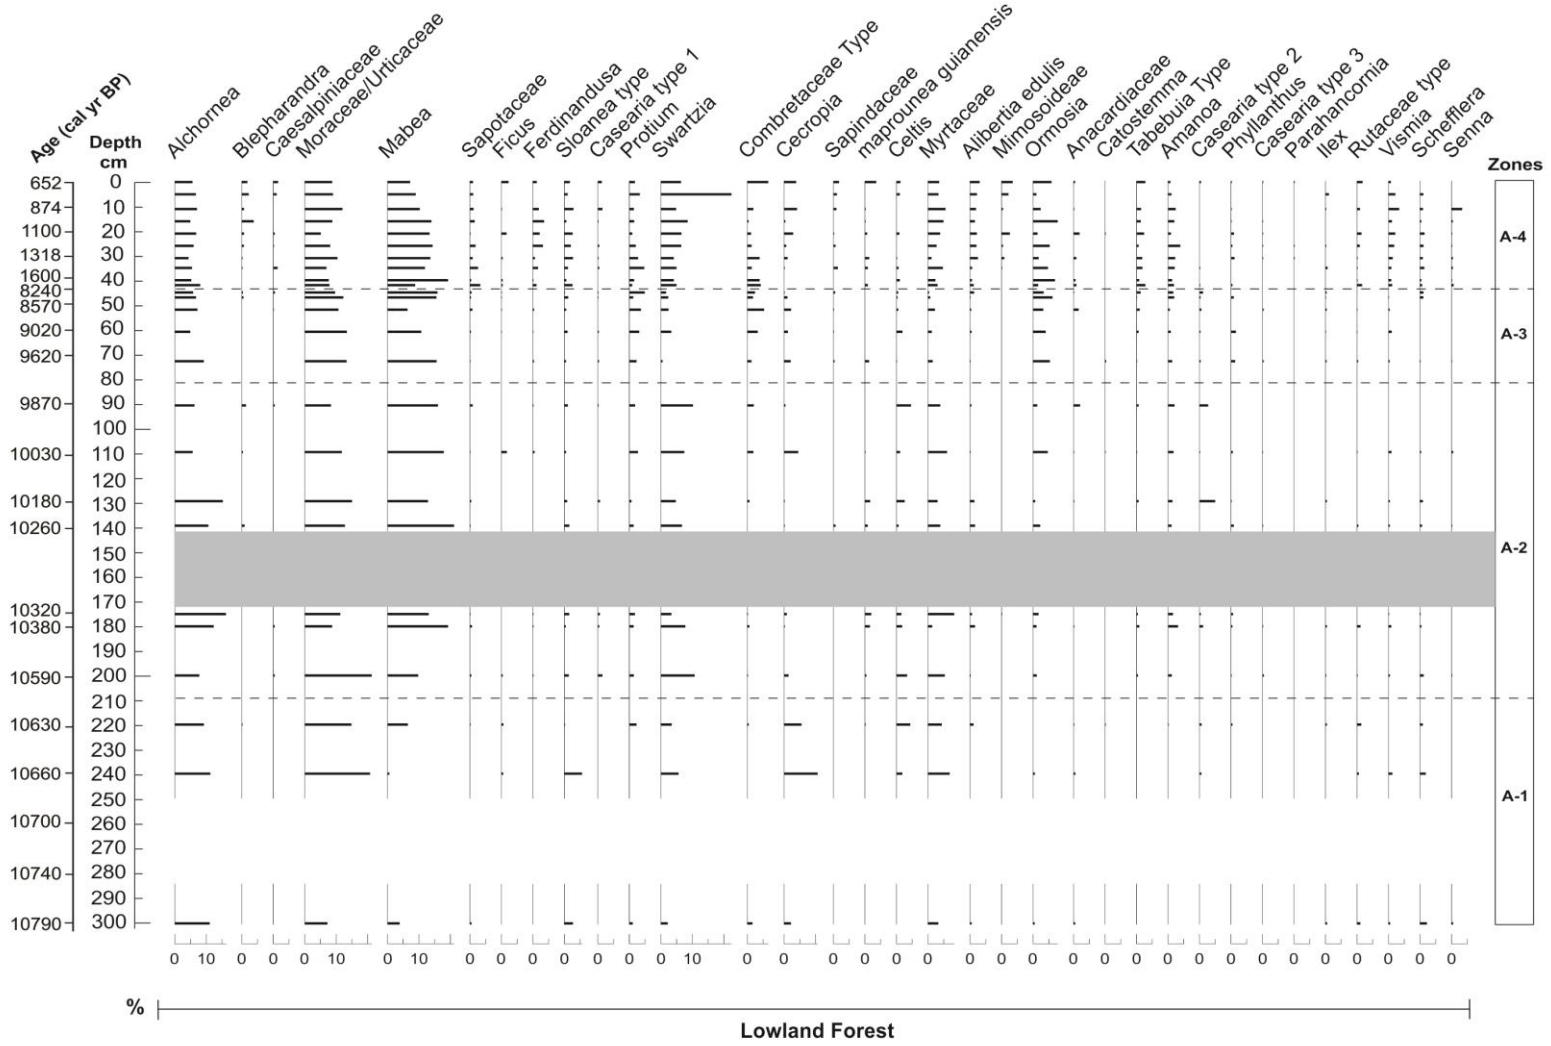 Age (cal yr BP)
Depth
cm
Alchornea
Blepharandra
Caesalpiniaceae
Moraceae/Urticaceae
Mabea
Sapotaceae
Ficus
Ferdinandusa
Sloanea type
Casearia type 1
Protium
Swartzia
Combretaceae Type
Cecropia
Sapindaceae
maprounea guianensis
Celtis
Myrtaceae
Alibertia edulis
Mimosoideae
Ormosia
Anacardiaceae
Catostemma
Tabebuia Type
Amanoa
Casearia type 2
Phyllanthus
Casearia type 3
Parahancornia
Ilex
Rutaceae type
Vismia
Schefflera
Senna
Zones
652 0
874 10
1100 20
A-4
1318 30
1600 40
8240
8570 50
9020 60
A-3
9620 70
80
9870 90
100
10030 110
120
10180 130
10260 140
A-2
150
160
10320 170
10380 180
190
10590 200
210
10630 220
230
10660 240
250
A-1
10700 260
270
10740 280
290
10790 300
0 10 0 0 0 10 0 10 0 0 0 0 0 0 0 10 0 0 0 0 0 0 0 0 0 0 0 0 0 0 0 0 0 0 0 0 0 0
%
Lowland Forest